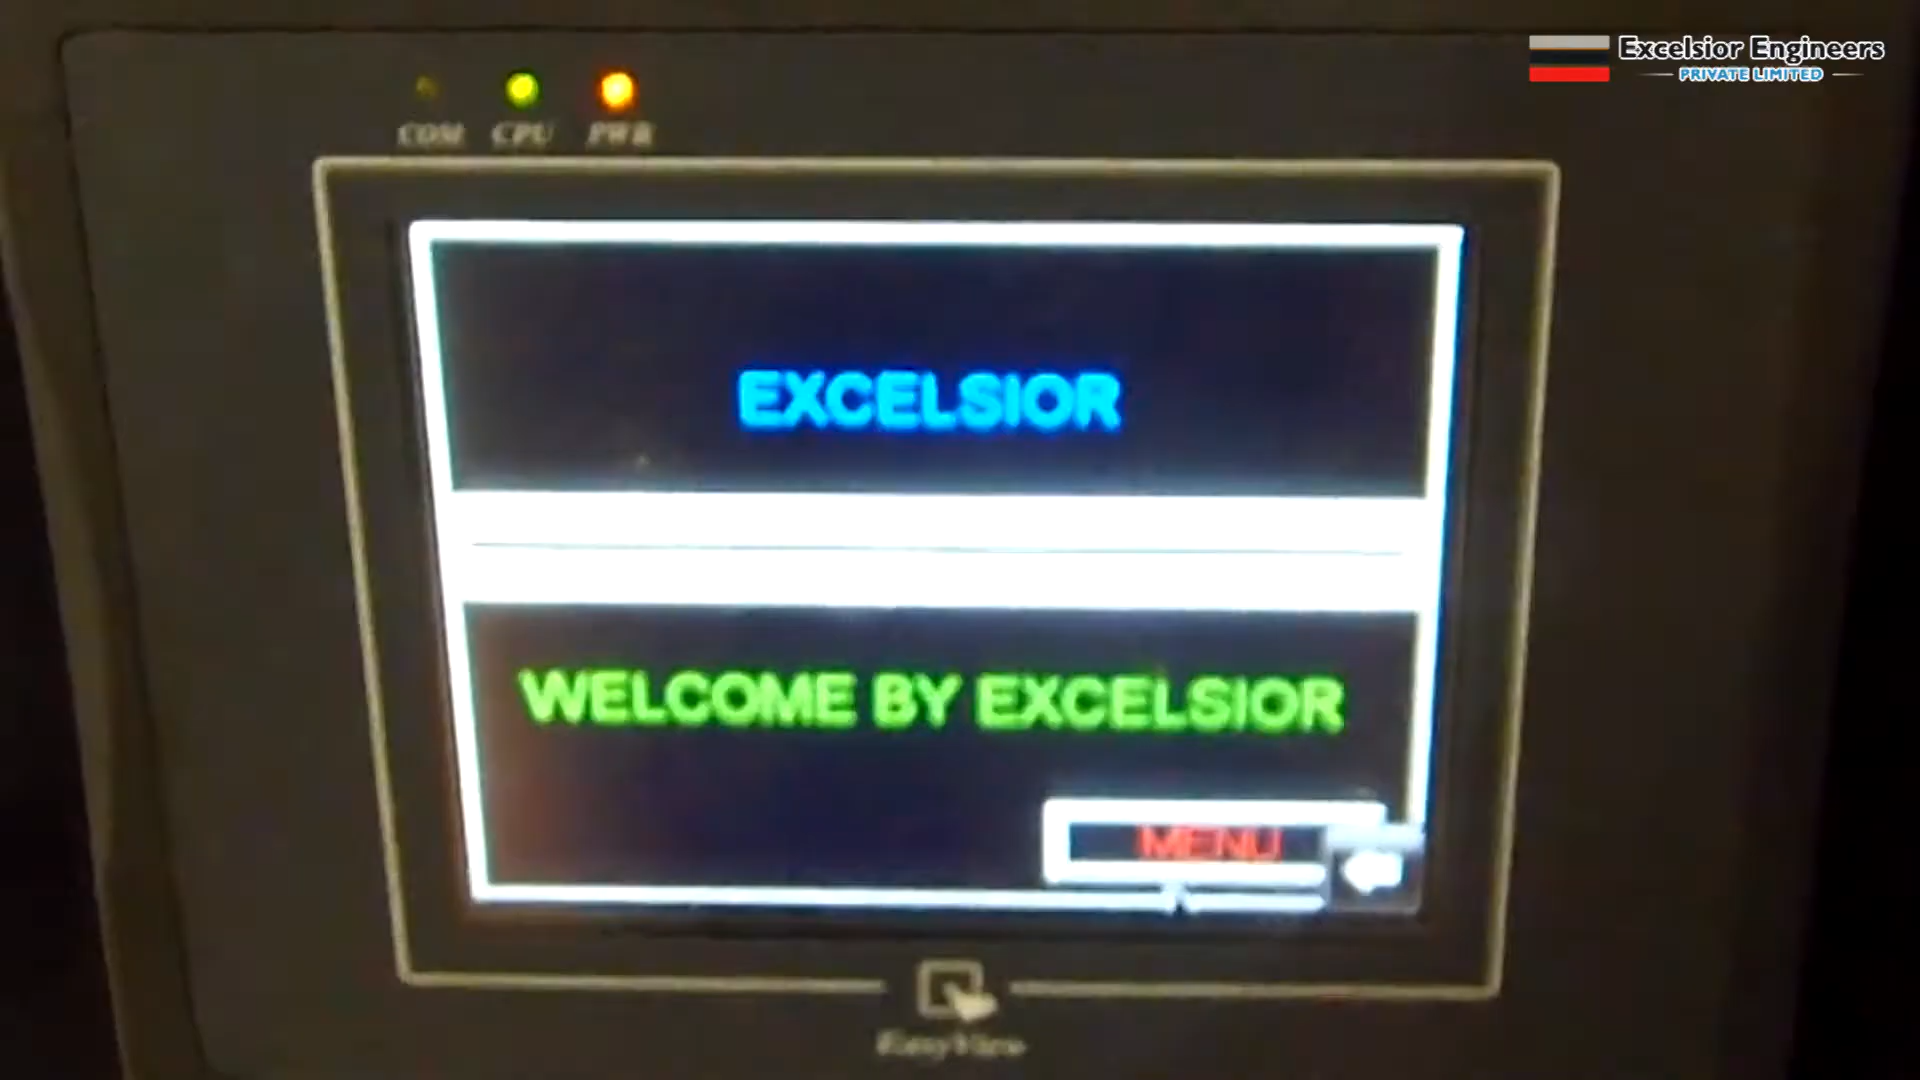 Excelsior Engineers
PRIVATE LIMITED
COM CPU PWR
EXCELSIOR
WELCOME BY EXCELSIOR
MENU
EasyView